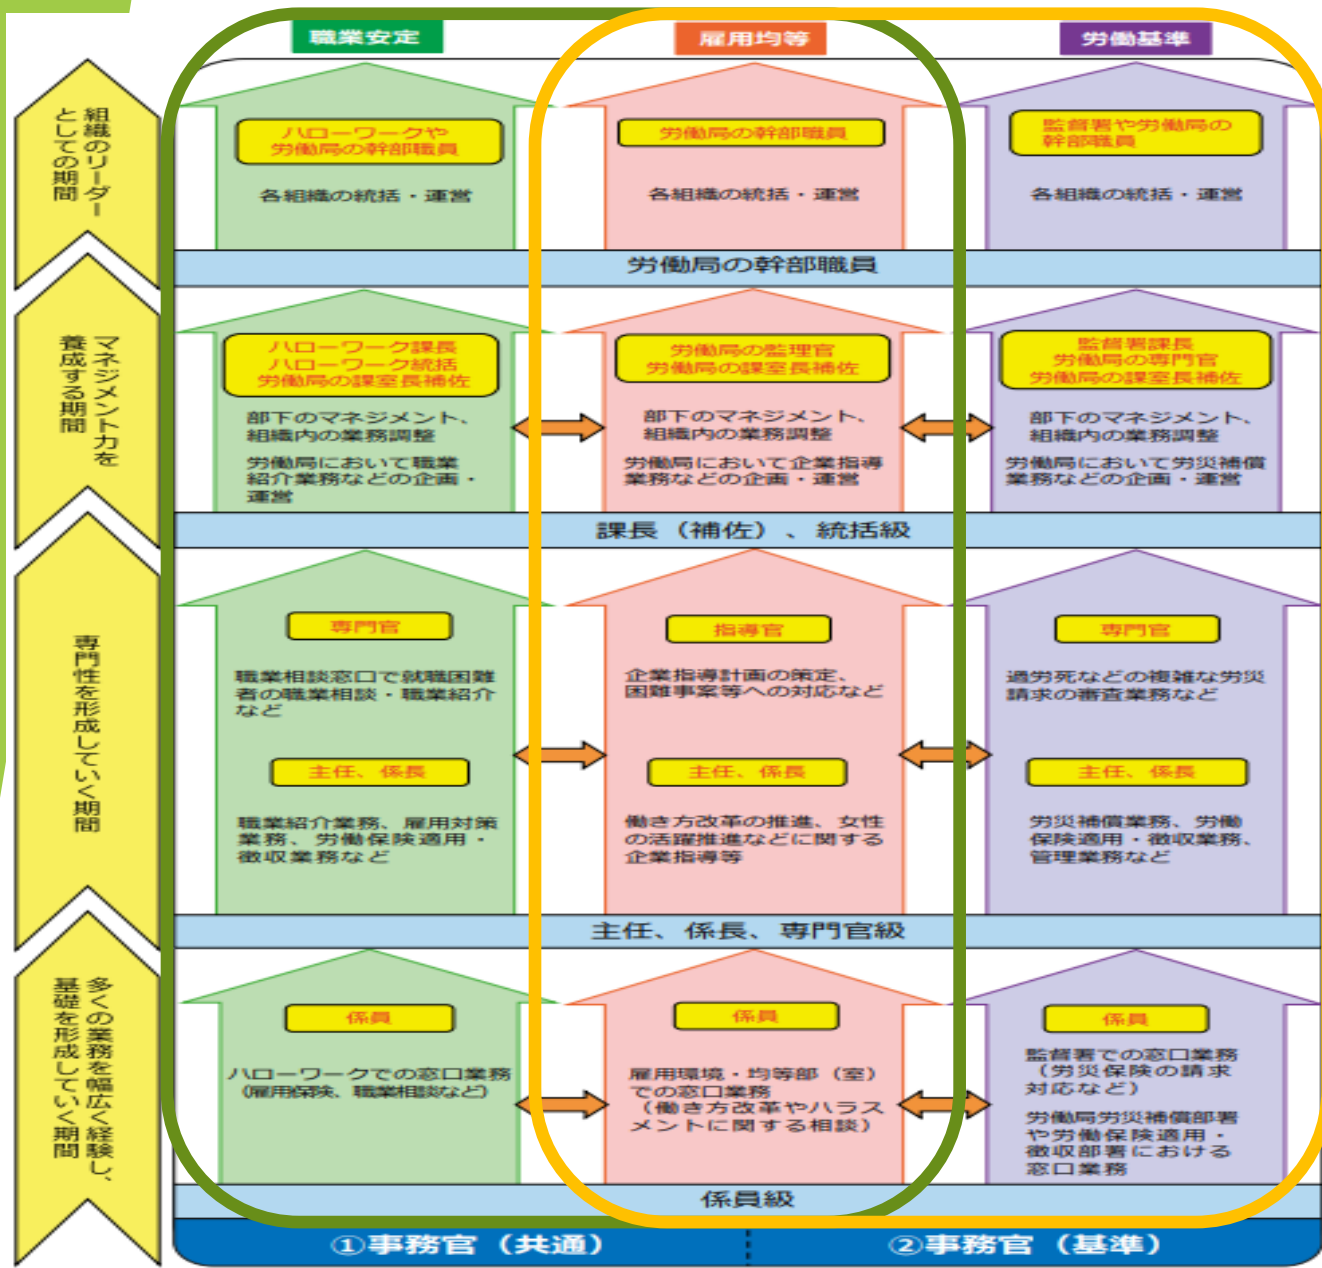 職業安定
雇用均等
労働基準
組織のリーダー
としての期間
ハローワークや
労働局の幹部職員
各組織の統括・運営
労働局の幹部職員
各組織の統括・運営
監督署や労働局の
幹部職員
各組織の統括・運営
労働局の幹部職員
マネジメント力を
養成する期間
ハローワーク課長
ハローワーク統括
労働局の課室長補佐
部下のマネジメント、
組織内の業務調整
労働局において職業
紹介業務などの企画・
運営
労働局の監理官
労働局の課室長補佐
部下のマネジメント、
組織内の業務調整
労働局において企業指導
業務などの企画・運営
監督署課長
労働局の専門官
労働局の課室長補佐
部下のマネジメント、
組織内の業務調整
労働局において労災補償
業務などの企画・運営
課長（補佐）、統括級
専門性を形成していく期間
専門官
職業相談窓口で就職困難
者の職業相談・職業紹介
など
主任、係長
職業紹介業務、雇用対策
業務、労働保険適用・
徴収業務など
指導官
企業指導計画の策定、
困難事案等への対応など
主任、係長
働き方改革の推進、女性
の活躍推進などに関する
企業指導等
専門官
過労死などの複雑な労災
請求の審査業務など
主任、係長
労災補償業務、労働
保険適用・徴収業務、
管理業務など
主任、係長、専門官級
多くの業務を幅広く経験し、
基礎を形成していく期間
係員
ハローワークでの窓口業務
（雇用保険、職業相談など）
係員
雇用環境・均等部（室）
での窓口業務
（働き方改革やハラス
メントに関する相談）
係員
監督署での窓口業務
（労災保険の請求
対応など）
労働局労災補償部署
や労働保険適用・
徴収部署における
窓口業務
係員級
①事務官（共通）
②事務官（基準）